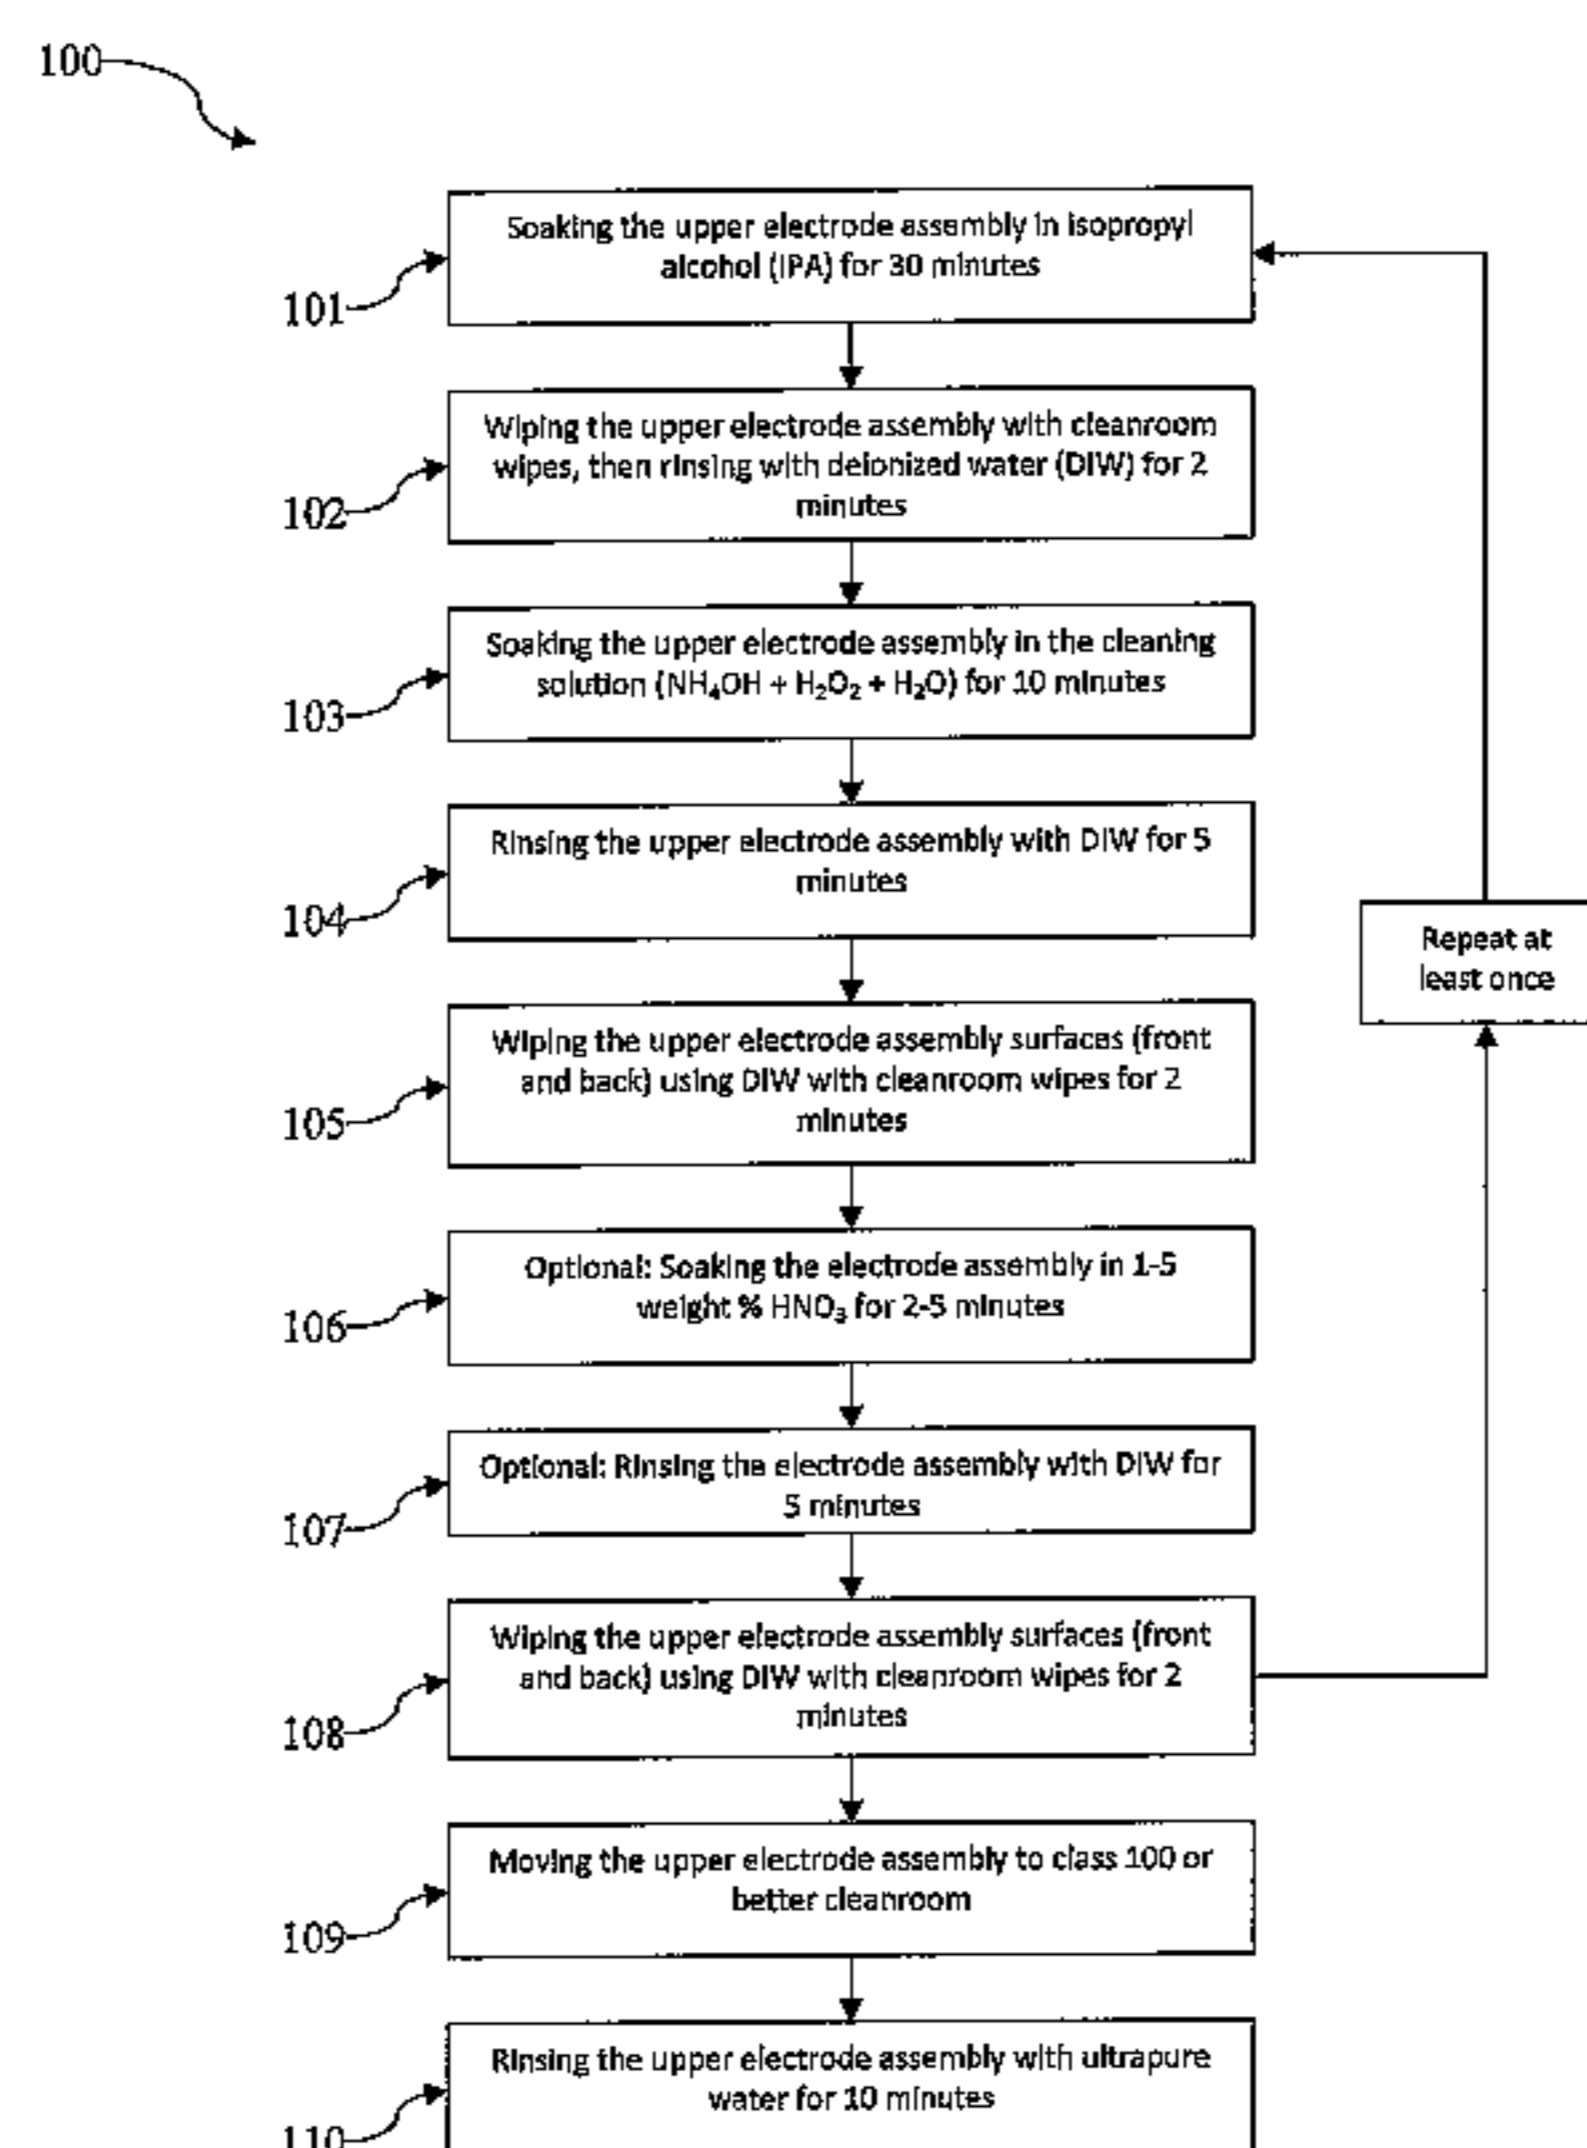 100
Soaking the upper electrode assembly in isopropyl
alcohol (IPA) for 30 minutes
101
Wiping the upper electrode assembly with cleanroom
wipes, then rinsing with deionized water (DIW) for 2
minutes
102
Soaking the upper electrode assembly in the cleaning
solution (NH₄OH + H₂O₂ + H₂O) for 10 minutes
103
Rinsing the upper electrode assembly with DIW for 5
minutes
104
Repeat at
least once
Wiping the upper electrode assembly surfaces (front
and back) using DIW with cleanroom wipes for 2
minutes
105
Optional: Soaking the electrode assembly in 1-5
weight % HNO₃ for 2-5 minutes
106
Optional: Rinsing the electrode assembly with DIW for
5 minutes
107
Wiping the upper electrode assembly surfaces (front
and back) using DIW with cleanroom wipes for 2
minutes
108
Moving the upper electrode assembly to class 100 or
better cleanroom
109
Rinsing the upper electrode assembly with ultrapure
water for 10 minutes
110